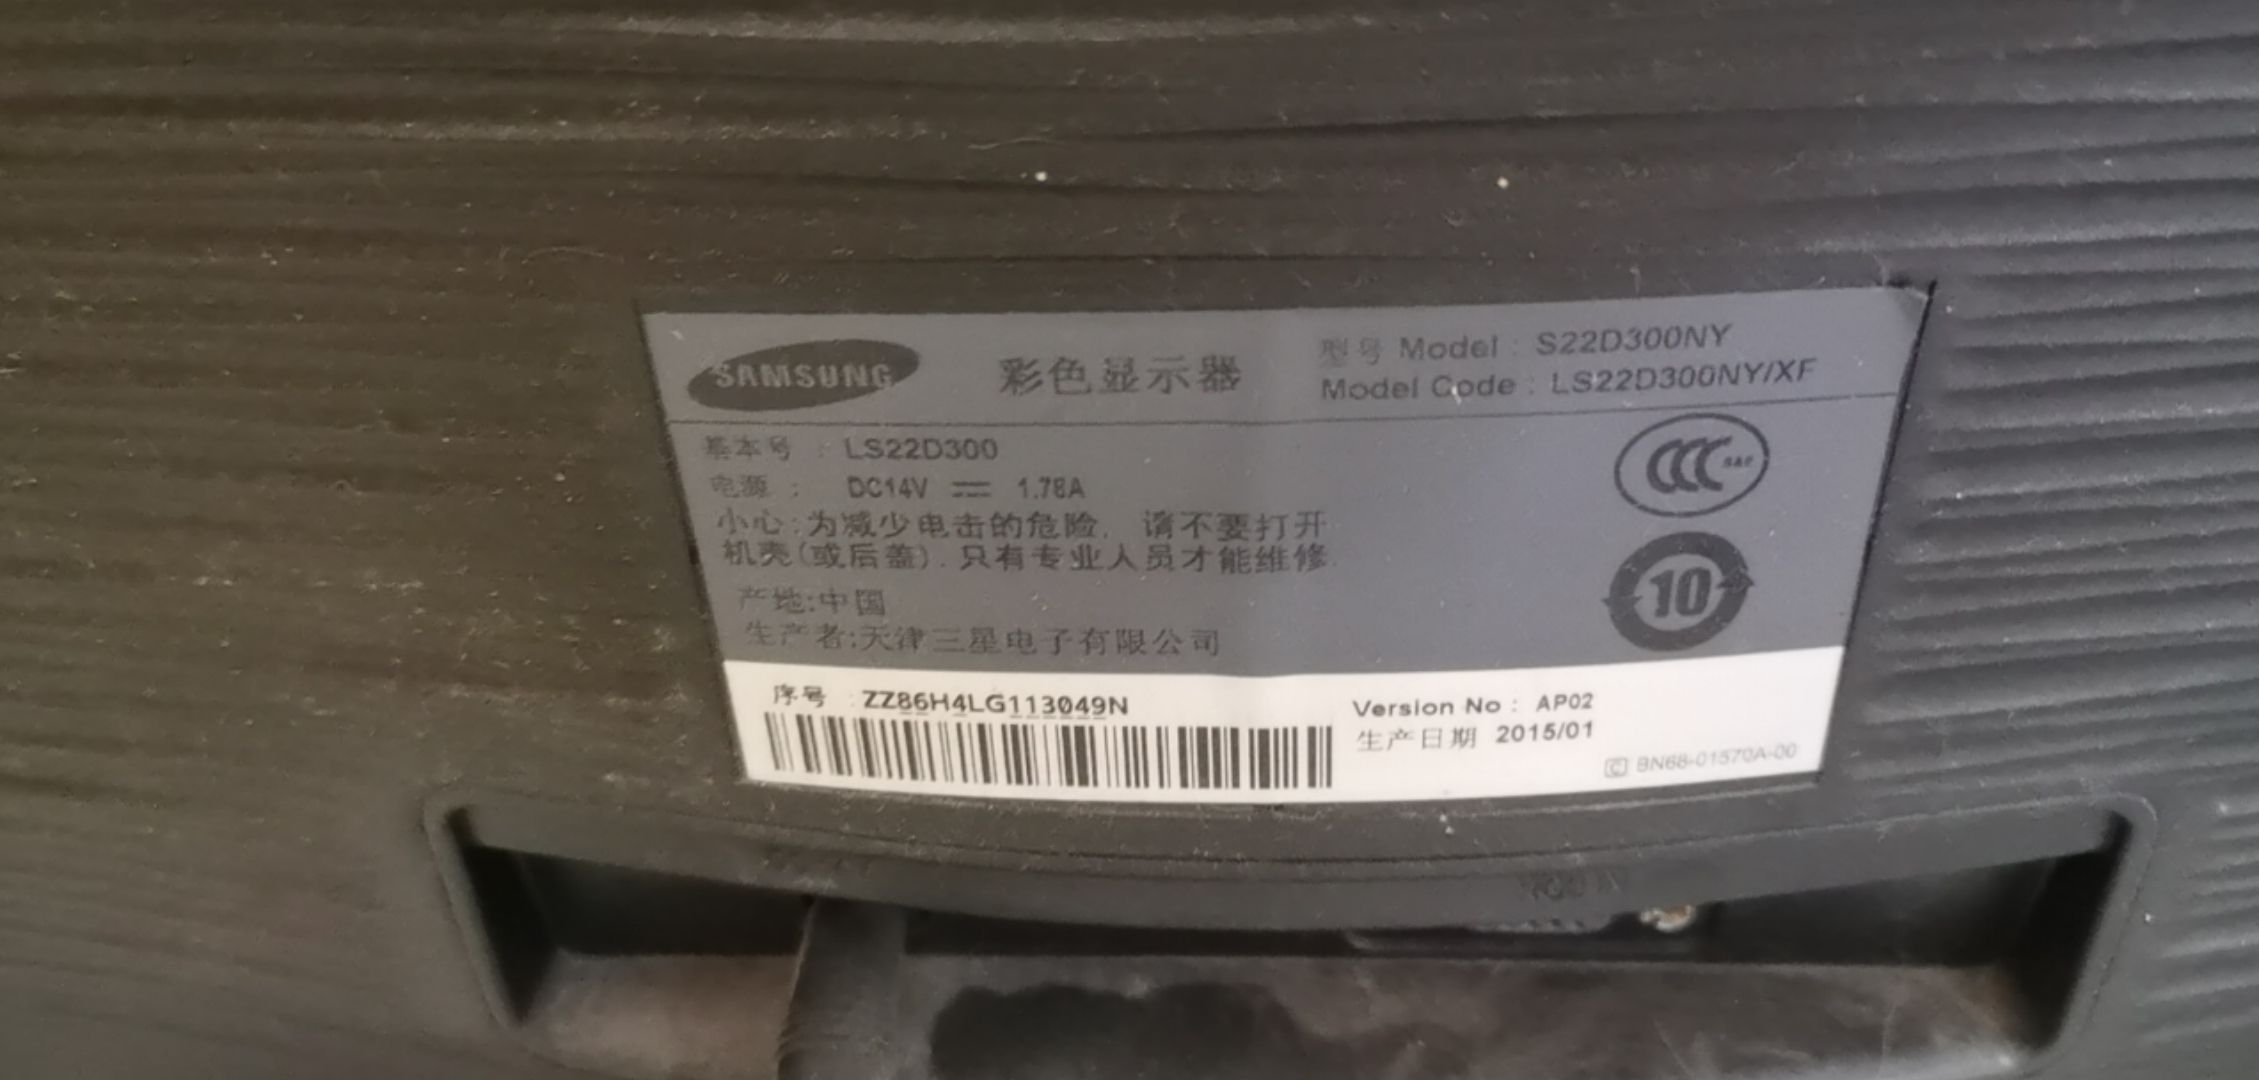 SAMSUNG
彩色显示器
型号 Model : S22D300NY
Model Code : LS22D300NY/XF
基本号 : LS22D300
电源 : DC14V 1.78A
小心:为减少电击的危险, 请不要打开
机壳(或后盖).只有专业人员才能维修.
产地:中国
生产者:天津三星电子有限公司
CCC S&E
10
序号 : ZZ86H4LG113049N
Version No : AP02
生产日期 2015/01
C BN68-01570A-00